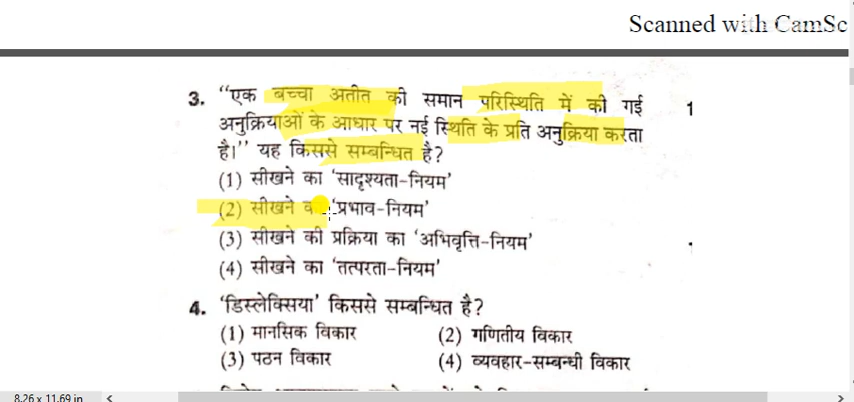 Scanned with CamSc
3. "एक बच्चा अतीत की समान परिस्थिति में की गई 1
अनुक्रियाओं के आधार पर नई स्थिति के प्रति अनुक्रिया करता
है।" यह किससे सम्बन्धित है?
(1) सीखने का 'सादृश्यता-नियम'
(2) सीखने का 'प्रभाव-नियम'
(3) सीखने की प्रक्रिया का 'अभिवृत्ति-नियम'
(4) सीखने का 'तत्परता-नियम'
4. 'डिस्लेक्सिया' किससे सम्बन्धित है?
(1) मानसिक विकार (2) गणितीय विकार
(3) पठन विकार (4) व्यवहार-सम्बन्धी विकार
8.26 x 11.69 in